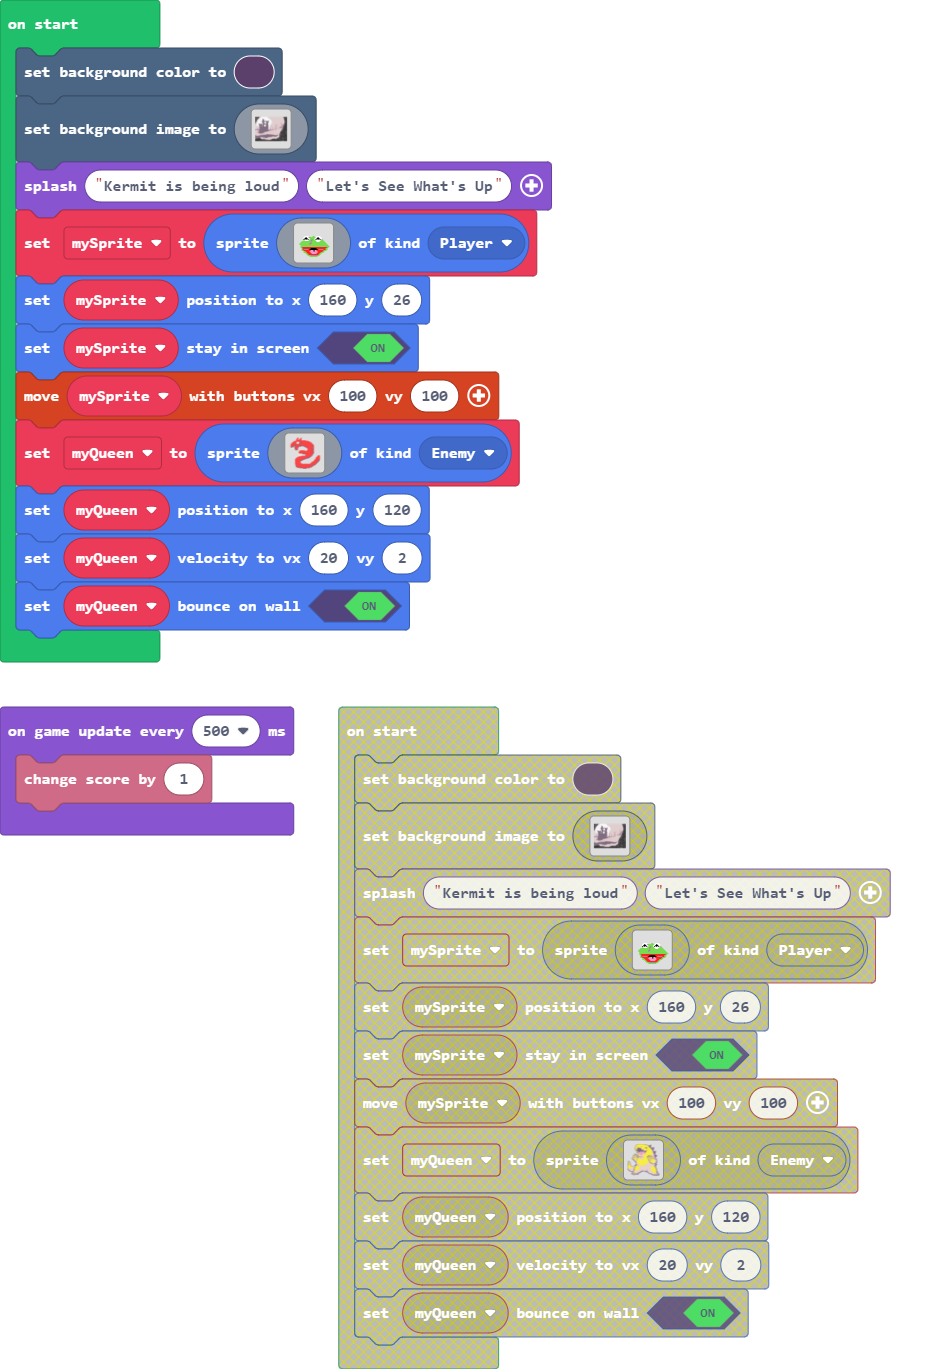 on start
set background color to
set background image to
splash "Kermit is being loud" "Let's See What's Up"
set mySprite to sprite of kind Player
set mySprite position to x 160 y 26
set mySprite stay in screen ON
move mySprite with buttons vx 100 vy 100
set myQueen to sprite of kind Enemy
set myQueen position to x 160 y 120
set myQueen velocity to vx 20 vy 2
set myQueen bounce on wall ON
on game update every 500 ms
change score by 1
on start
set background color to
set background image to
splash "Kermit is being loud" "Let's See What's Up"
set mySprite to sprite of kind Player
set mySprite position to x 160 y 26
set mySprite stay in screen ON
move mySprite with buttons vx 100 vy 100
set myQueen to sprite of kind Enemy
set myQueen position to x 160 y 120
set myQueen velocity to vx 20 vy 2
set myQueen bounce on wall ON